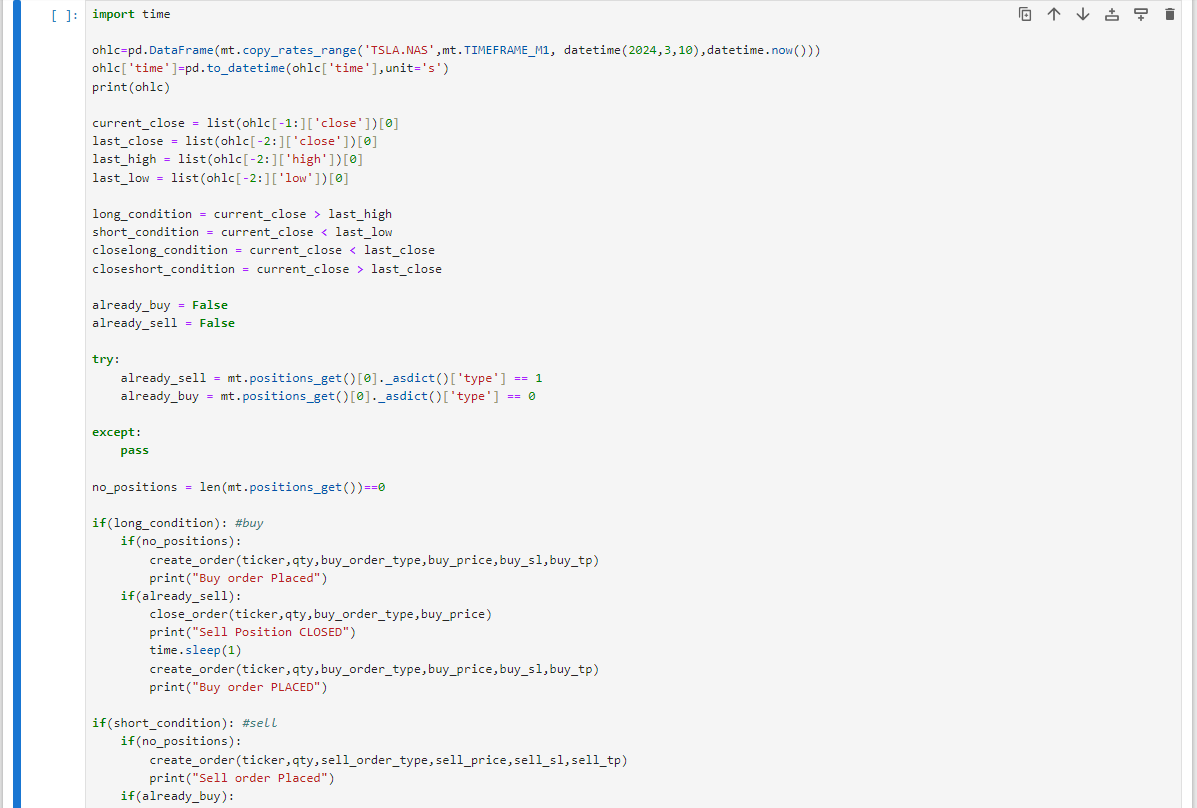 [ ]: import time
ohlc=pd.DataFrame(mt.copy_rates_range('TSLA.NAS',mt.TIMEFRAME_M1, datetime(2024,3,10),datetime.now()))
ohlc['time']=pd.to_datetime(ohlc['time'],unit='s')
print(ohlc)
current_close = list(ohlc[-1:]['close'])[0]
last_close = list(ohlc[-2:]['close'])[0]
last_high = list(ohlc[-2:]['high'])[0]
last_low = list(ohlc[-2:]['low'])[0]
long_condition = current_close > last_high
short_condition = current_close < last_low
closelong_condition = current_close < last_close
closeshort_condition = current_close > last_close
already_buy = False
already_sell = False
try:
    already_sell = mt.positions_get()[0]._asdict()['type'] == 1
    already_buy = mt.positions_get()[0]._asdict()['type'] == 0
except:
    pass
no_positions = len(mt.positions_get())==0
if(long_condition): #buy
    if(no_positions):
        create_order(ticker,qty,buy_order_type,buy_price,buy_sl,buy_tp)
        print("Buy order Placed")
    if(already_sell):
        close_order(ticker,qty,buy_order_type,buy_price)
        print("Sell Position CLOSED")
        time.sleep(1)
        create_order(ticker,qty,buy_order_type,buy_price,buy_sl,buy_tp)
        print("Buy order PLACED")
if(short_condition): #sell
    if(no_positions):
        create_order(ticker,qty,sell_order_type,sell_price,sell_sl,sell_tp)
        print("Sell order Placed")
    if(already_buy):